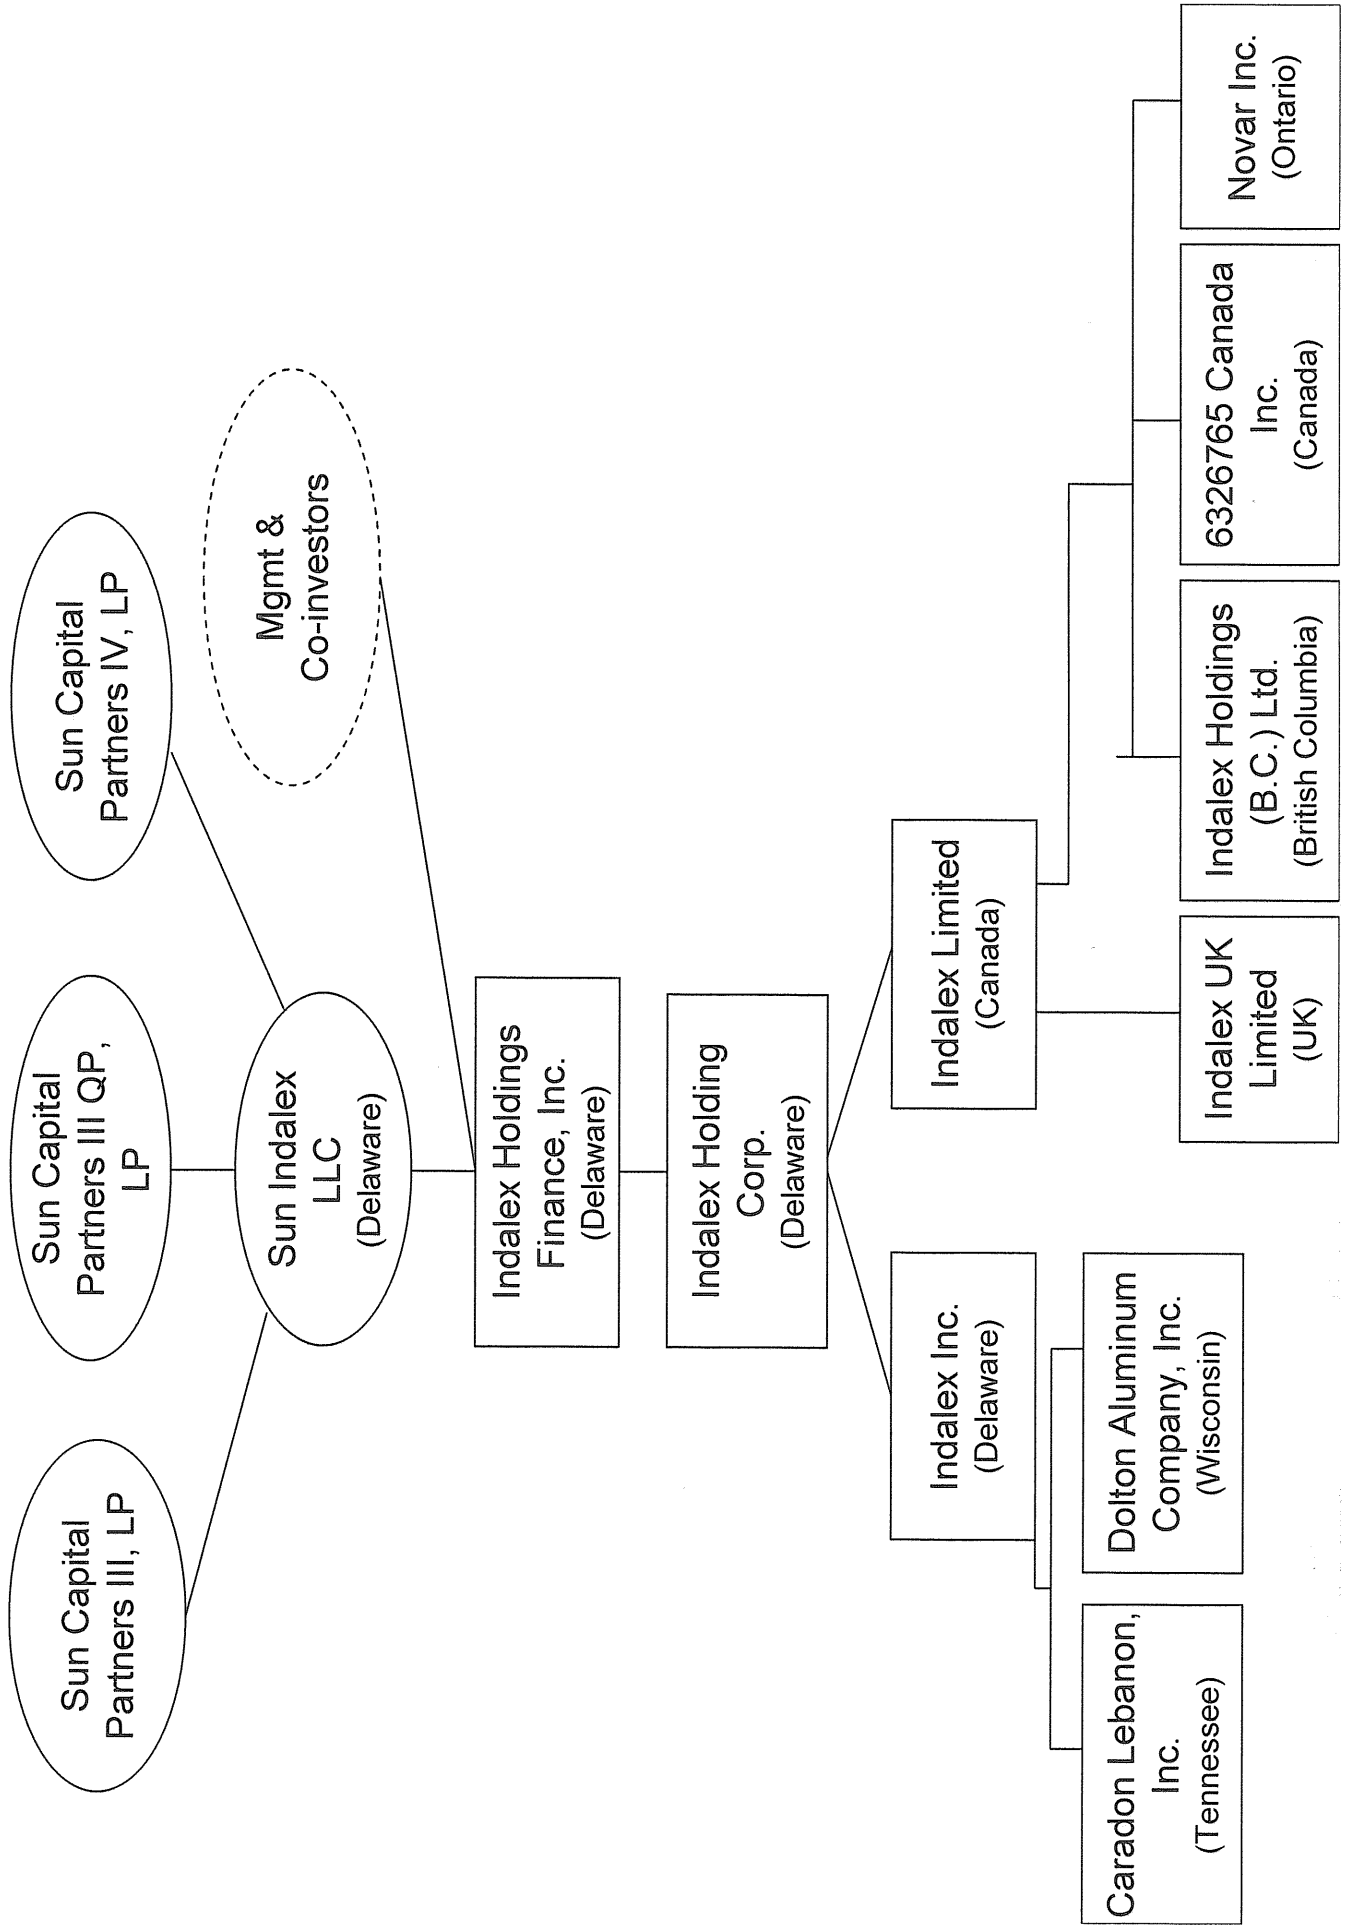 Sun Capital
Partners III, LP
Sun Capital
Partners III QP,
LP
Sun Capital
Partners IV, LP
Sun Indalex
LLC
(Delaware)
Mgmt &
Co-investors
Indalex Holdings
Finance, Inc.
(Delaware)
Indalex Holding
Corp.
(Delaware)
Indalex Inc.
(Delaware)
Indalex Limited
(Canada)
Caradon Lebanon,
Inc.
(Tennessee)
Dolton Aluminum
Company, Inc.
(Wisconsin)
Indalex UK
Limited
(UK)
Indalex Holdings
(B.C.) Ltd.
(British Columbia)
6326765 Canada
Inc.
(Canada)
Novar Inc.
(Ontario)